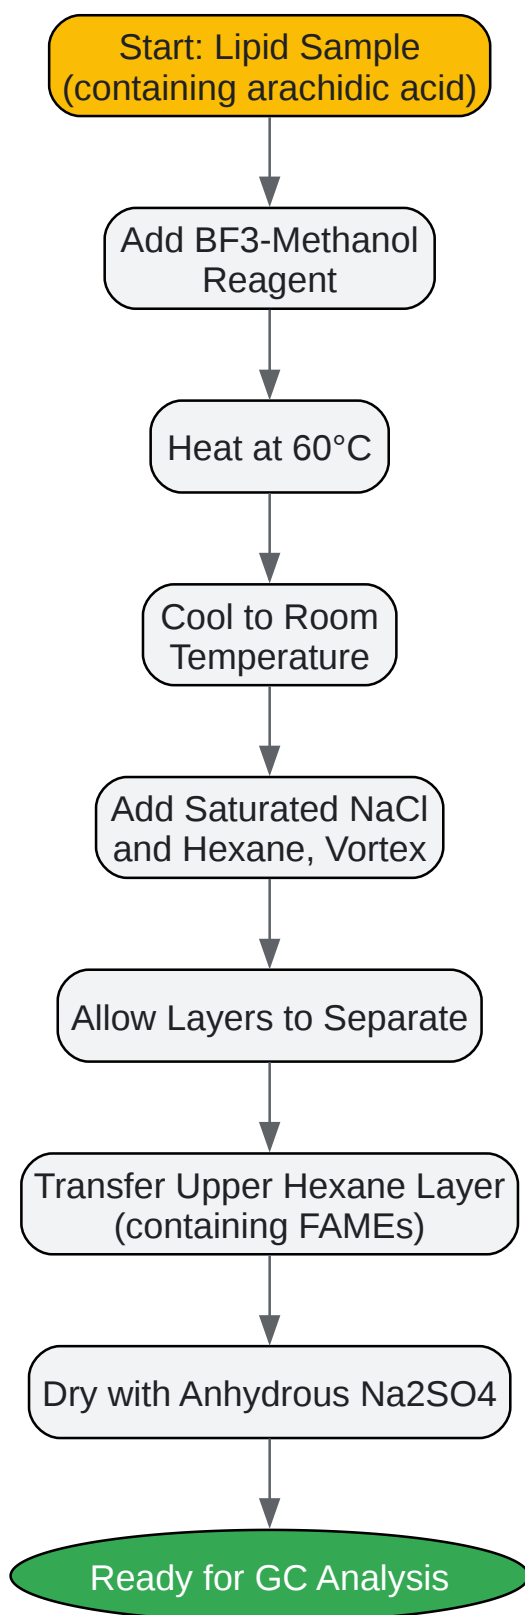 Start: Lipid Sample
(containing arachidic acid)
Add BF3-Methanol
Reagent
Heat at 60°C
Cool to Room
Temperature
Add Saturated NaCl
and Hexane, Vortex
Allow Layers to Separate
Transfer Upper Hexane Layer
(containing FAMEs)
Dry with Anhydrous Na2SO4
Ready for GC Analysis